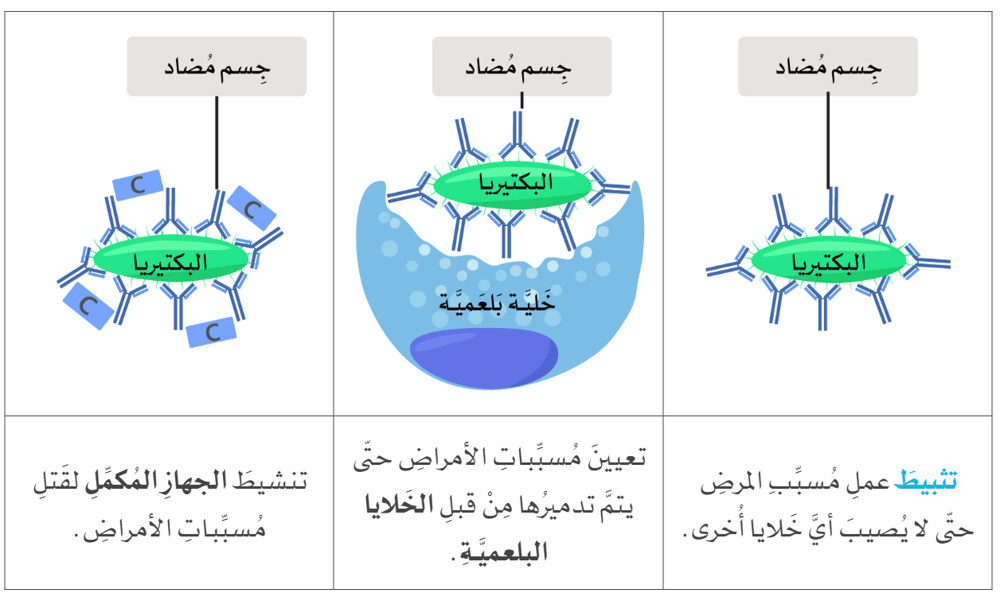 جِسم مُضاد
البكتيريا
تثبيطَ عملِ مُسبِّبِ المرضِ
حتّى لا يُصيبَ أيَّ خَلايا أُخرى.
جِسم مُضاد
البكتيريا
خَليَّة بَلعَميَّة
تعيينَ مُسبِّباتِ الأمراضِ حتّى
يتمَّ تدميرُها مِنْ قبلِ الخَلايا
البلعميَّةِ.
جِسم مُضاد
C
C
البكتيريا
C
C
تنشيطَ الجهازِ المُكمِّلِ لقَتلِ
مُسبِّباتِ الأمراضِ.